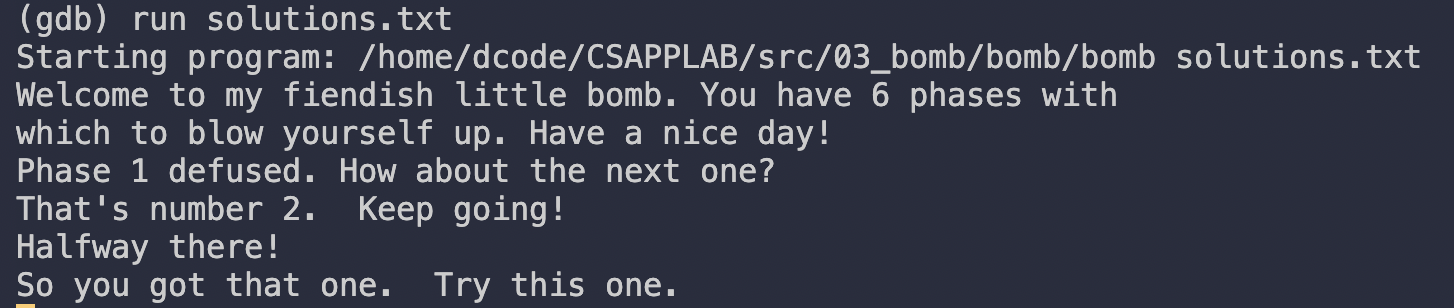 (gdb) run solutions.txt
Starting program: /home/dcode/CSAPPLAB/src/03_bomb/bomb/bomb solutions.txt
Welcome to my fiendish little bomb. You have 6 phases with
which to blow yourself up. Have a nice day!
Phase 1 defused. How about the next one?
That's number 2.  Keep going!
Halfway there!
So you got that one.  Try this one.